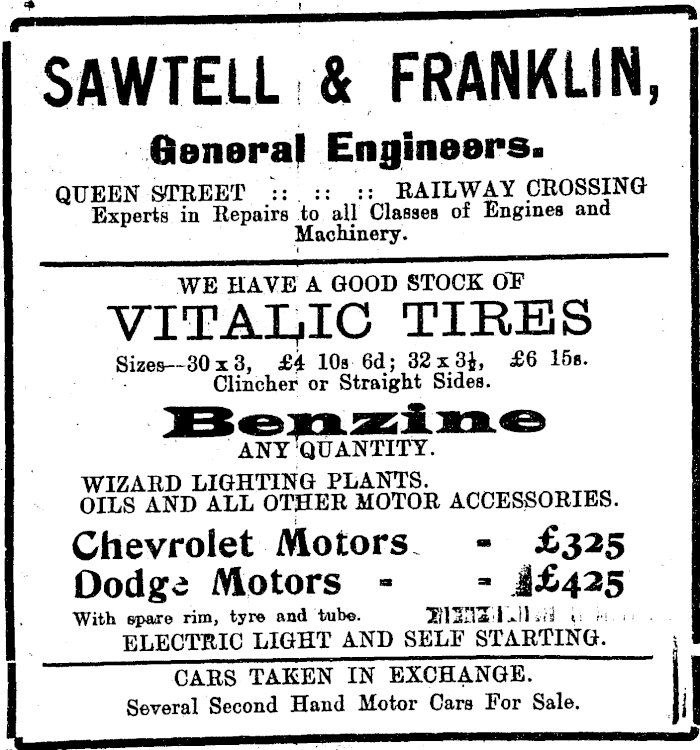 SAWTELL & FRANKLIN,
General Engineers.
QUEEN STREET :: :: :: RAILWAY CROSSING
Experts in Repairs to all Classes of Engines and
Machinery.
WE HAVE A GOOD STOCK OF
VITALIC TIRES
Sizes—30 x 3, £4 10s 6d; 32 x 3½, £6 15s.
Clincher or Straight Sides.
Benzine
ANY QUANTITY.
WIZARD LIGHTING PLANTS.
OILS AND ALL OTHER MOTOR ACCESSORIES.
Chevrolet Motors - £325
Dodge Motors - - £425
With spare rim, tyre and tube.
ELECTRIC LIGHT AND SELF STARTING.
CARS TAKEN IN EXCHANGE.
Several Second Hand Motor Cars For Sale.